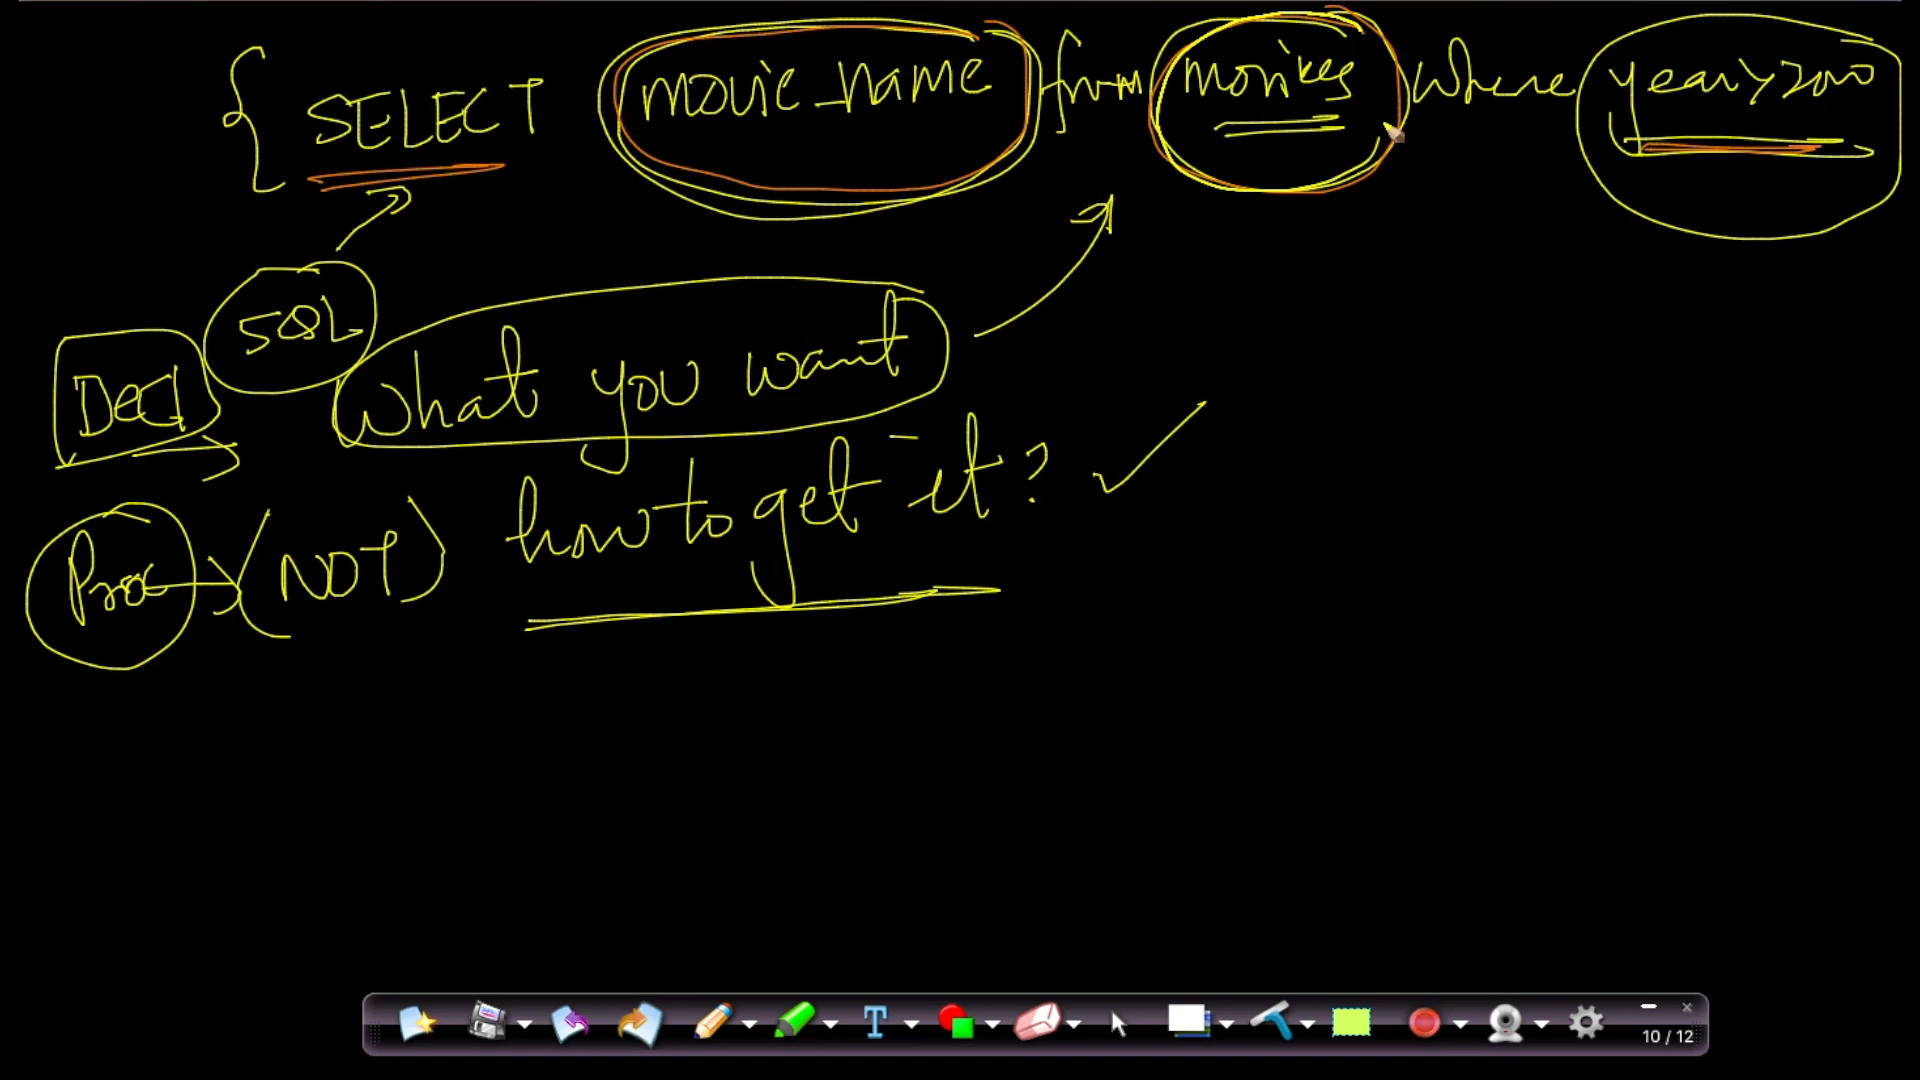 { SELECT movie_name from movies where year>2000
SQL
Decl What you want
Proc → (NOT) how to get it? ✓
10 / 12